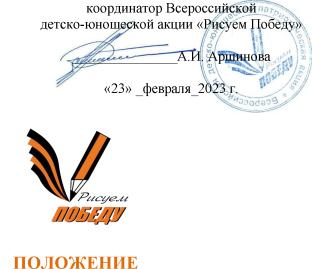 координатор Всероссийской
детско-юношеской акции «Рисуем Победу»
А.И. Аршинова
«23» _февраля_2023 г.
Рисуем
ПОБЕДУ
ПОЛОЖЕНИЕ